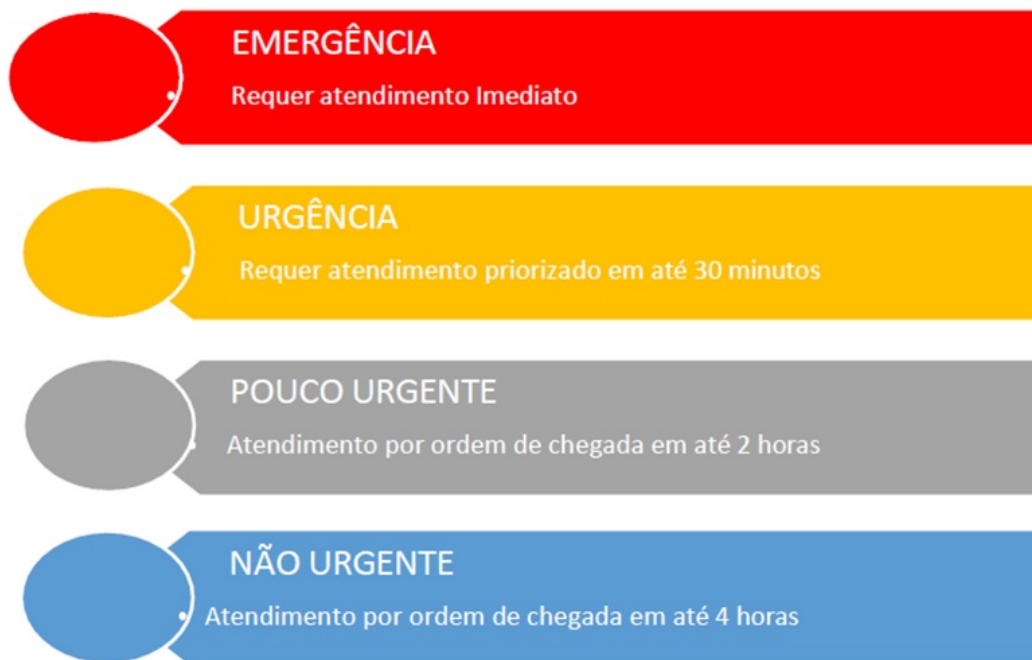 EMERGÊNCIA
Requer atendimento Imediato
URGÊNCIA
Requer atendimento priorizado em até 30 minutos
POUCO URGENTE
Atendimento por ordem de chegada em até 2 horas
NÃO URGENTE
Atendimento por ordem de chegada em até 4 horas